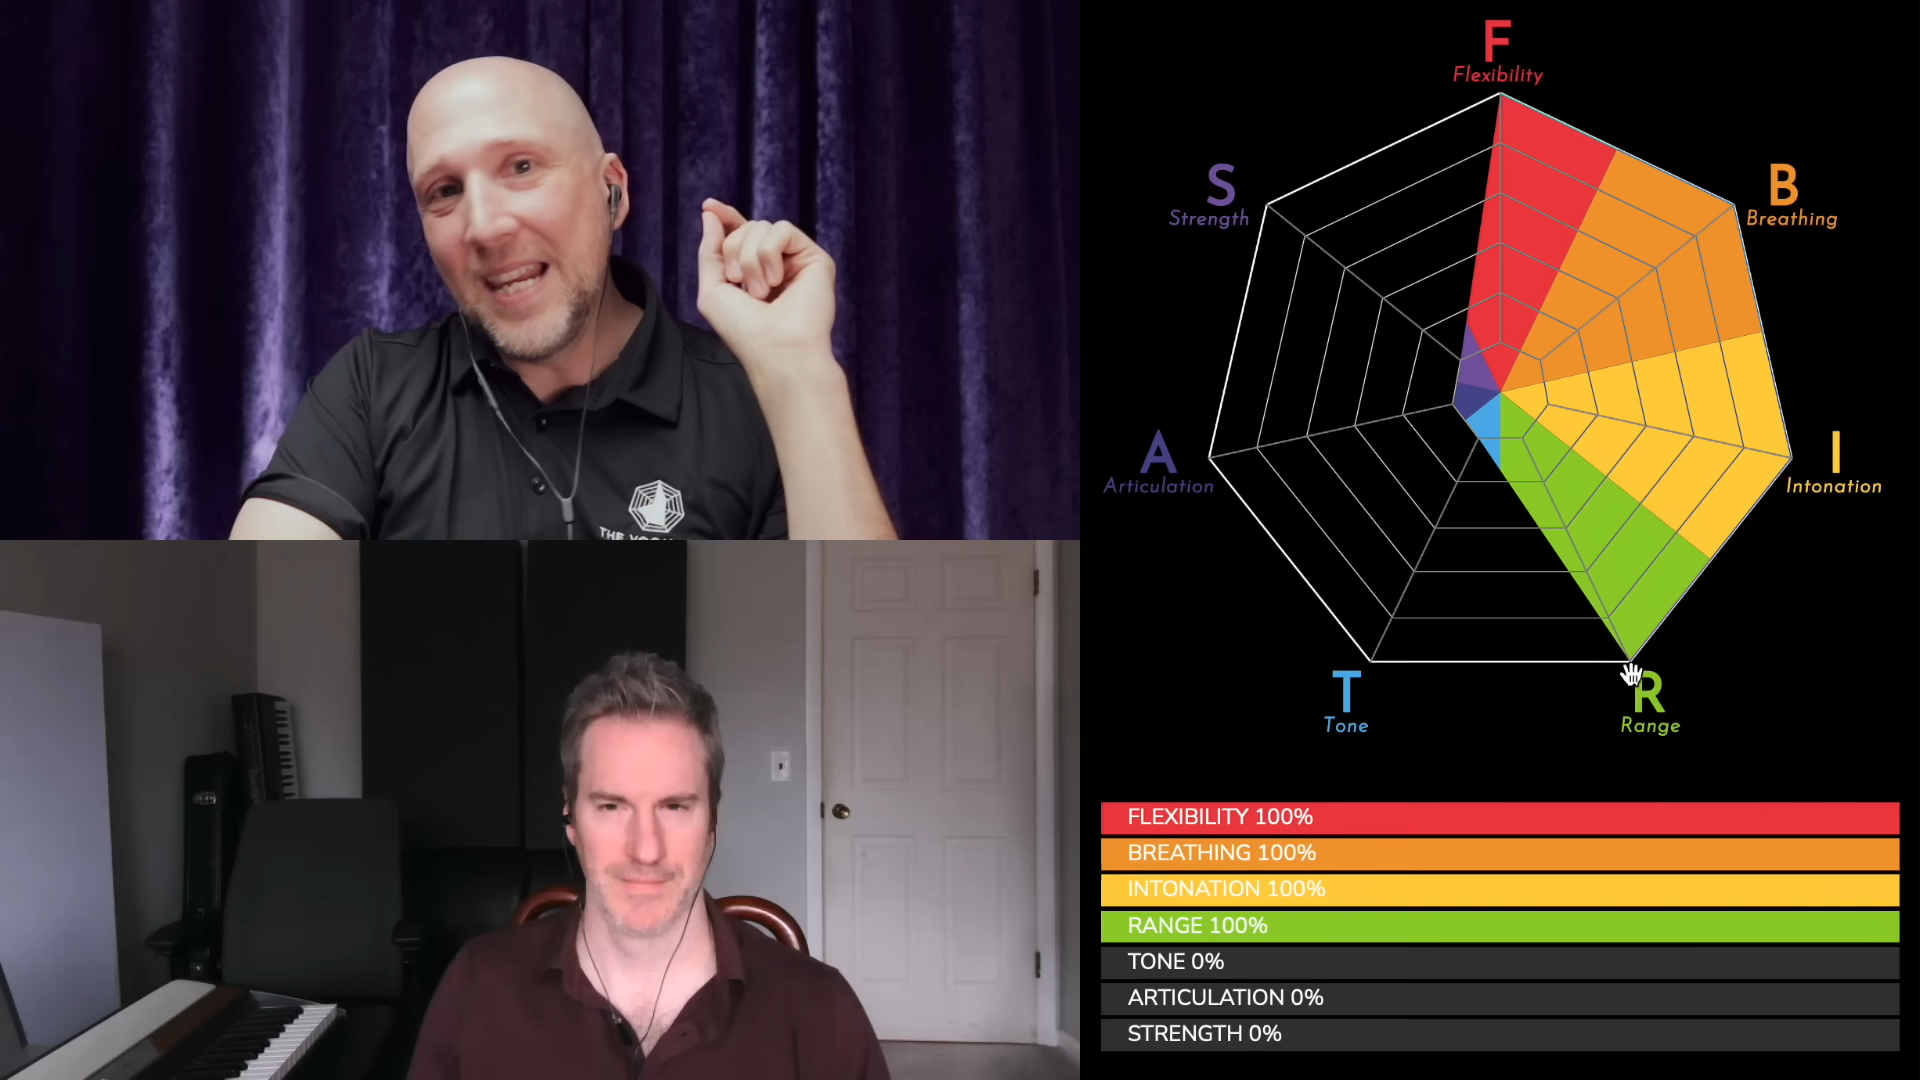 F
Flexibility
S
Strength
B
Breathing
A
Articulation
I
Intonation
T
Tone
R
Range
FLEXIBILITY 100%
BREATHING 100%
INTONATION 100%
RANGE 100%
TONE 0%
ARTICULATION 0%
STRENGTH 0%
THE